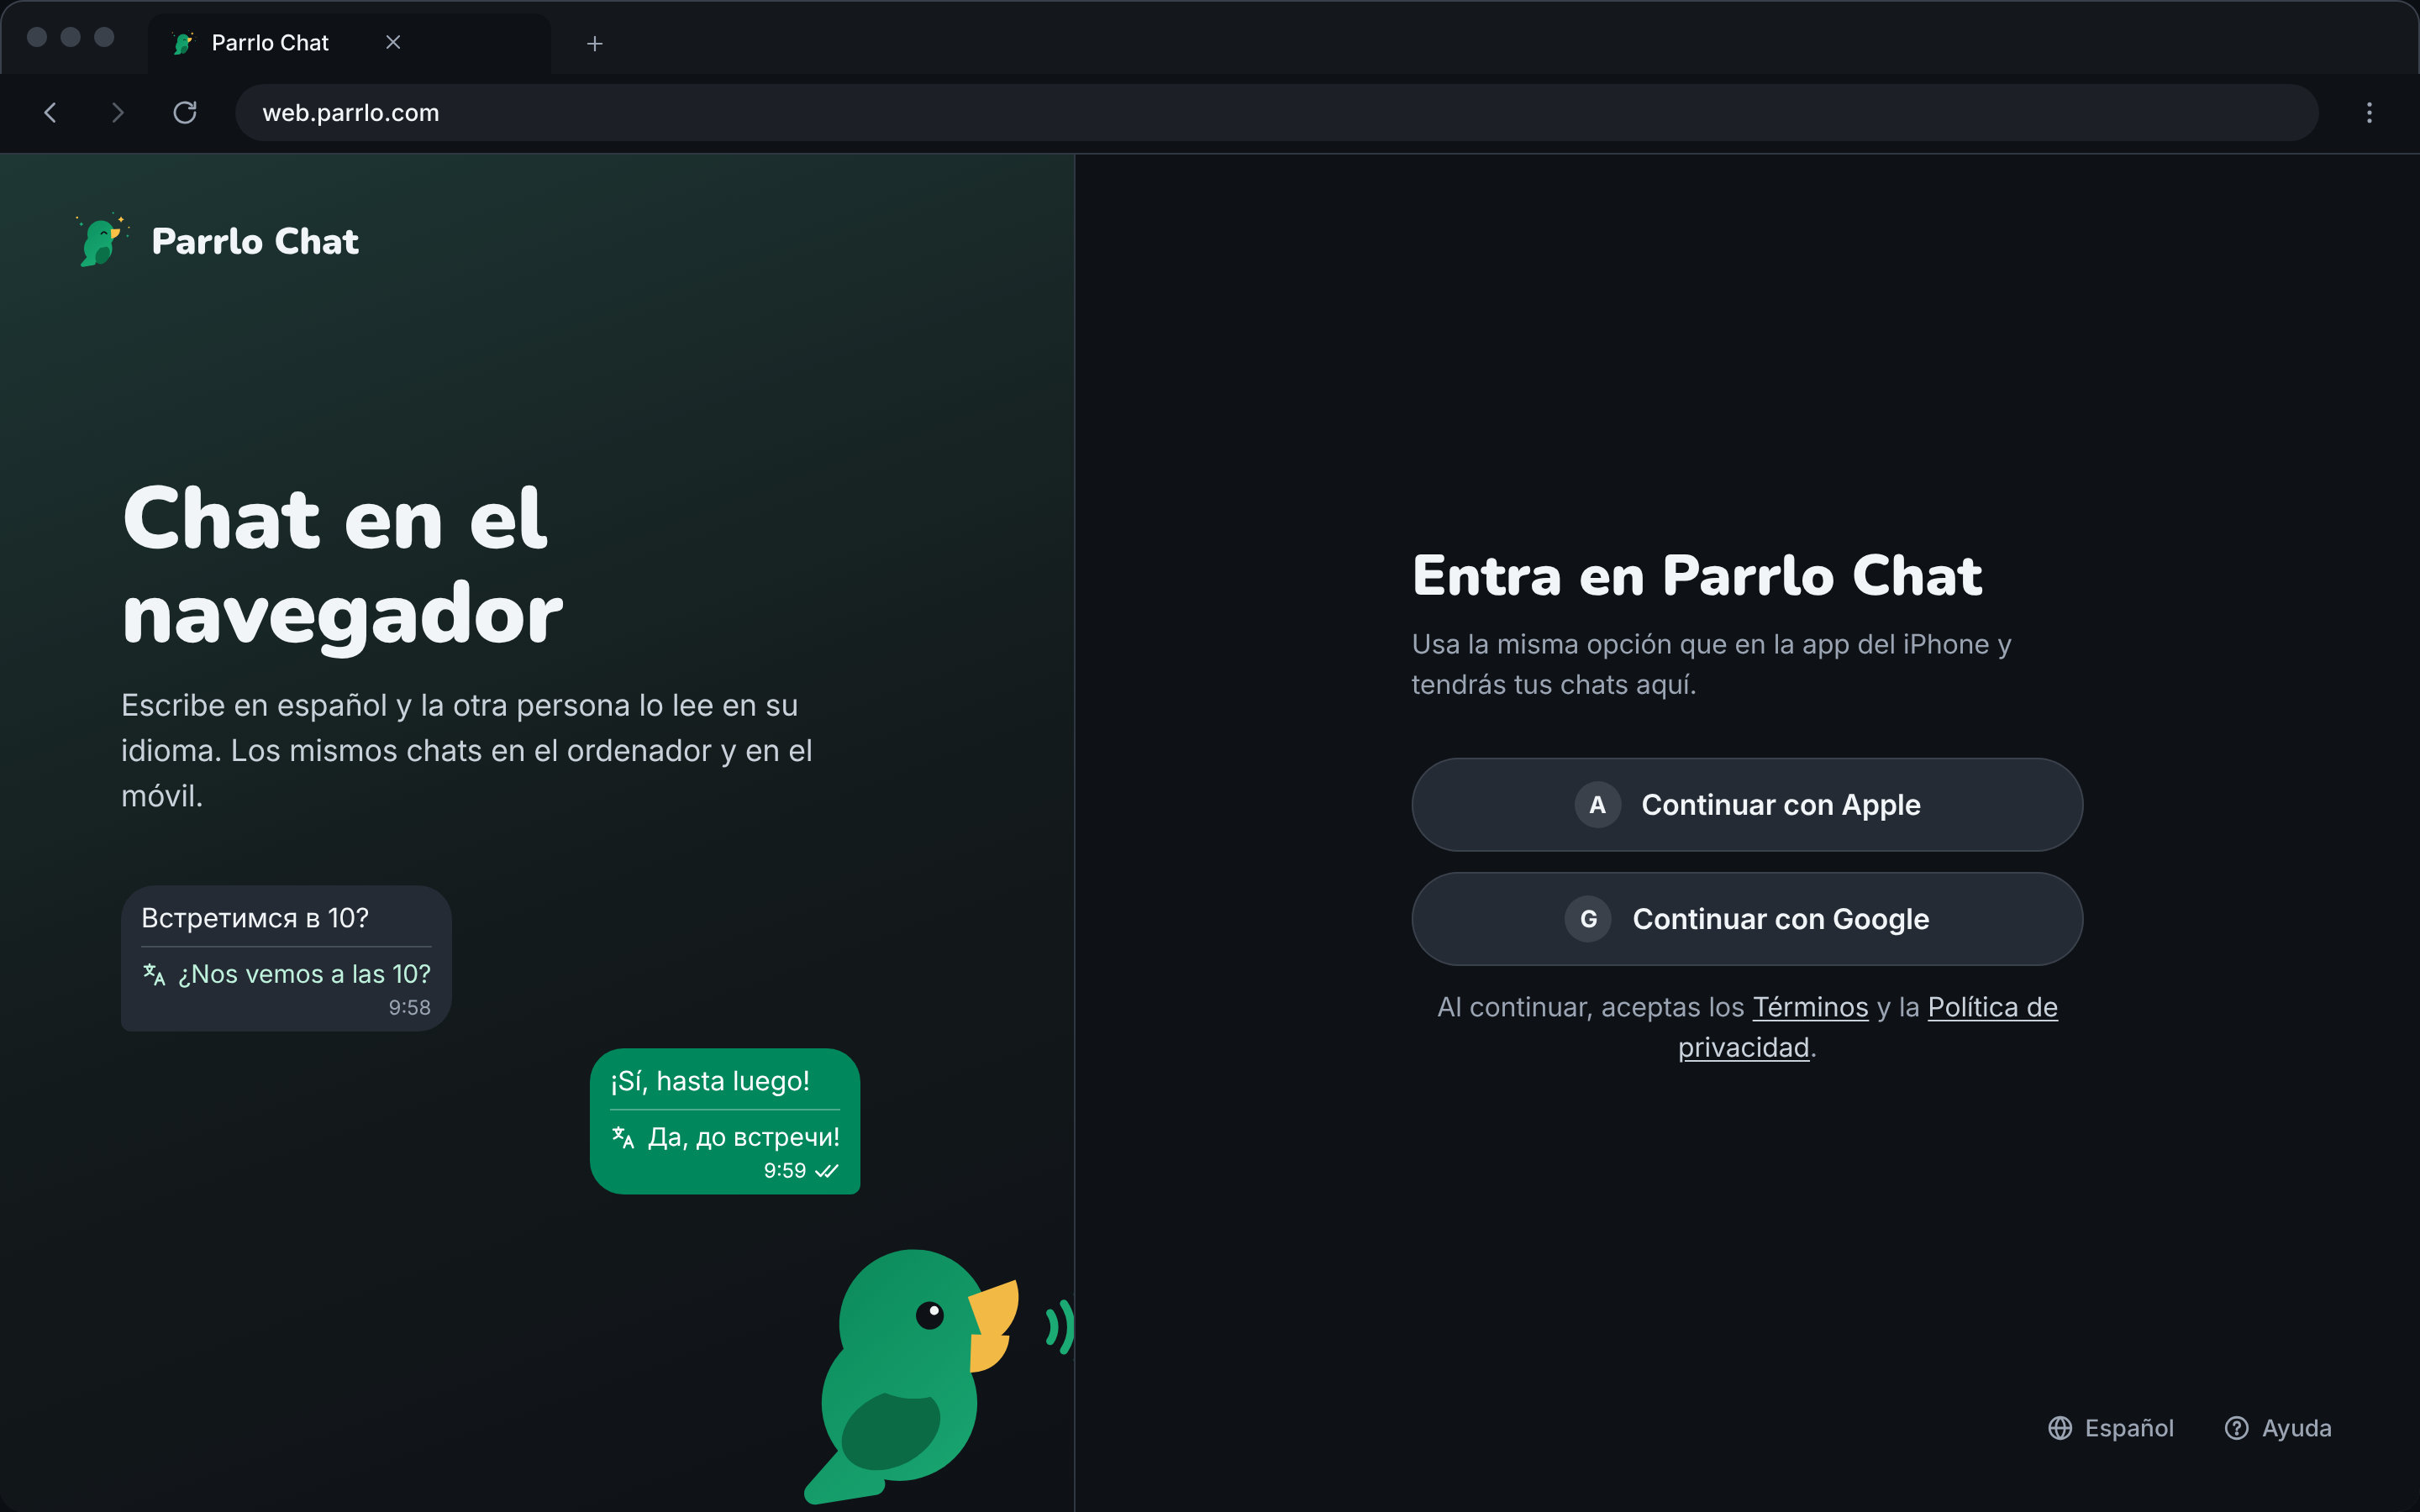 Parrlo Chat
web.parrlo.com
Parrlo Chat
Chat en el
navegador
Escribe en español y la otra persona lo lee en su
idioma. Los mismos chats en el ordenador y en el
móvil.
Встретимся в 10?
¿Nos vemos a las 10?
9:58
¡Sí, hasta luego!
Да, до встречи!
9:59
Entra en Parrlo Chat
Usa la misma opción que en la app del iPhone y
tendrás tus chats aquí.
A Continuar con Apple
G Continuar con Google
Al continuar, aceptas los Términos y la Política de
privacidad.
Español
Ayuda